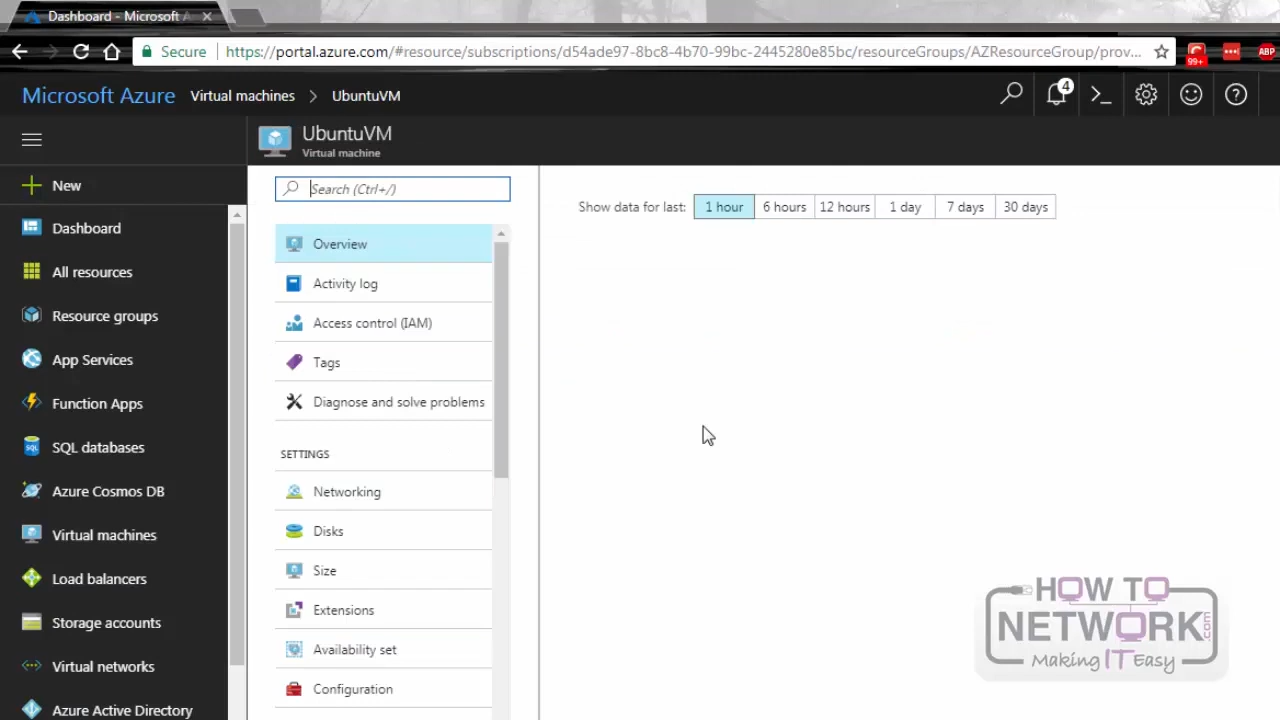 Dashboard - Microsoft A
Secure
https://portal.azure.com/#resource/subscriptions/d54ade97-8bc8-4b70-99bc-2445280e85bc/resourceGroups/AZResourceGroup/prov...
99+
ABP
Microsoft Azure
Virtual machines
UbuntuVM
4
UbuntuVM
Virtual machine
New
Dashboard
All resources
Resource groups
App Services
Function Apps
SQL databases
Azure Cosmos DB
Virtual machines
Load balancers
Storage accounts
Virtual networks
Azure Active Directory
Search (Ctrl+/)
Overview
Activity log
Access control (IAM)
Tags
Diagnose and solve problems
SETTINGS
Networking
Disks
Size
Extensions
Availability set
Configuration
Show data for last: 1 hour 6 hours 12 hours 1 day 7 days 30 days
HOW TO
NETWORK.com
Making IT Easy